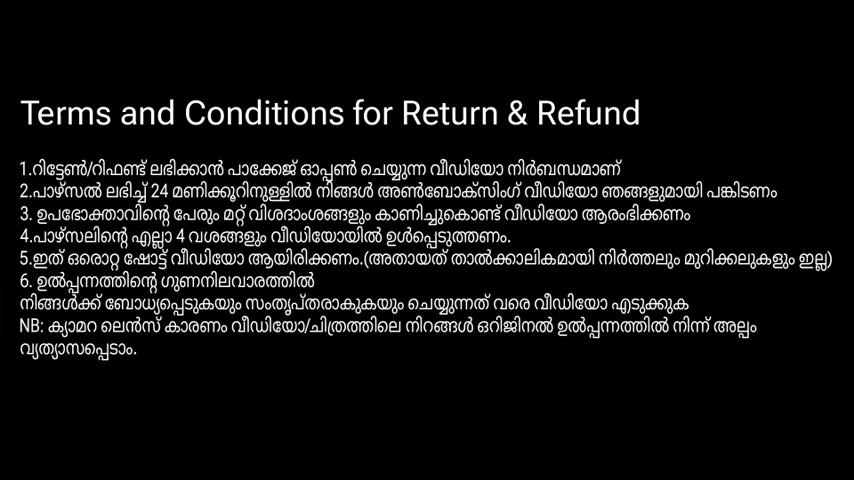 Terms and Conditions for Return & Refund
1.റിട്ടേൺ/റിഫണ്ട് ലഭിക്കാൻ പാക്കേജ് ഓപ്പൺ ചെയ്യുന്ന വീഡിയോ നിർബന്ധമാണ്
2.പാഴ്സൽ ലഭിച്ച് 24 മണിക്കൂറിനുള്ളിൽ നിങ്ങൾ അൺബോക്സിംഗ് വീഡിയോ ഞങ്ങളുമായി പങ്കിടണം
3. ഉപഭോക്താവിന്റെ പേരും മറ്റ് വിശദാംശങ്ങളും കാണിച്ചുകൊണ്ട് വീഡിയോ ആരംഭിക്കണം
4.പാഴ്സലിന്റെ എല്ലാ 4 വശങ്ങളും വീഡിയോയിൽ ഉൾപ്പെടുത്തണം.
5.ഇത് ഒരൊറ്റ ഷോട്ട് വീഡിയോ ആയിരിക്കണം.(അതായത് താൽക്കാലികമായി നിർത്തലും മുറിക്കലുകളും ഇല്ല)
6. ഉൽപ്പന്നത്തിന്റെ ഗുണനിലവാരത്തിൽ
നിങ്ങൾക്ക് ബോധ്യപ്പെടുകയും സംതൃപ്തരാകുകയും ചെയ്യുന്നത് വരെ വീഡിയോ എടുക്കുക
NB: ക്യാമറ ലെൻസ് കാരണം വീഡിയോ/ചിത്രത്തിലെ നിറങ്ങൾ ഒറിജിനൽ ഉൽപ്പന്നത്തിൽ നിന്ന് അല്പം
വ്യത്യാസപ്പെടാം.